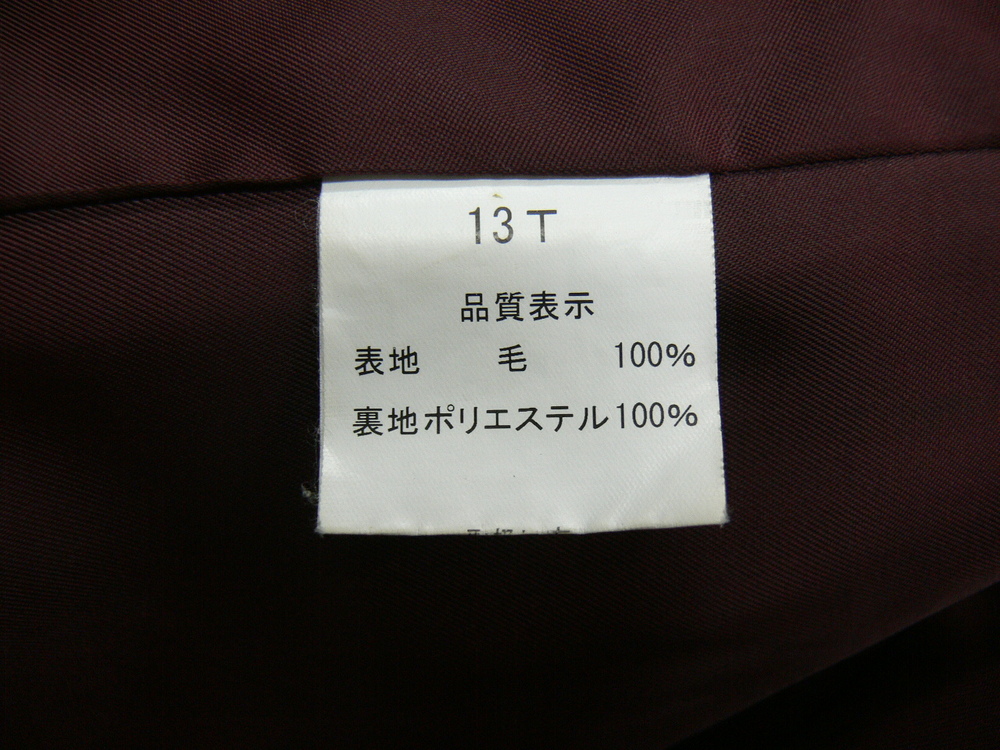 13T
品質表示
表地 毛 100%
裏地ポリエステル100%